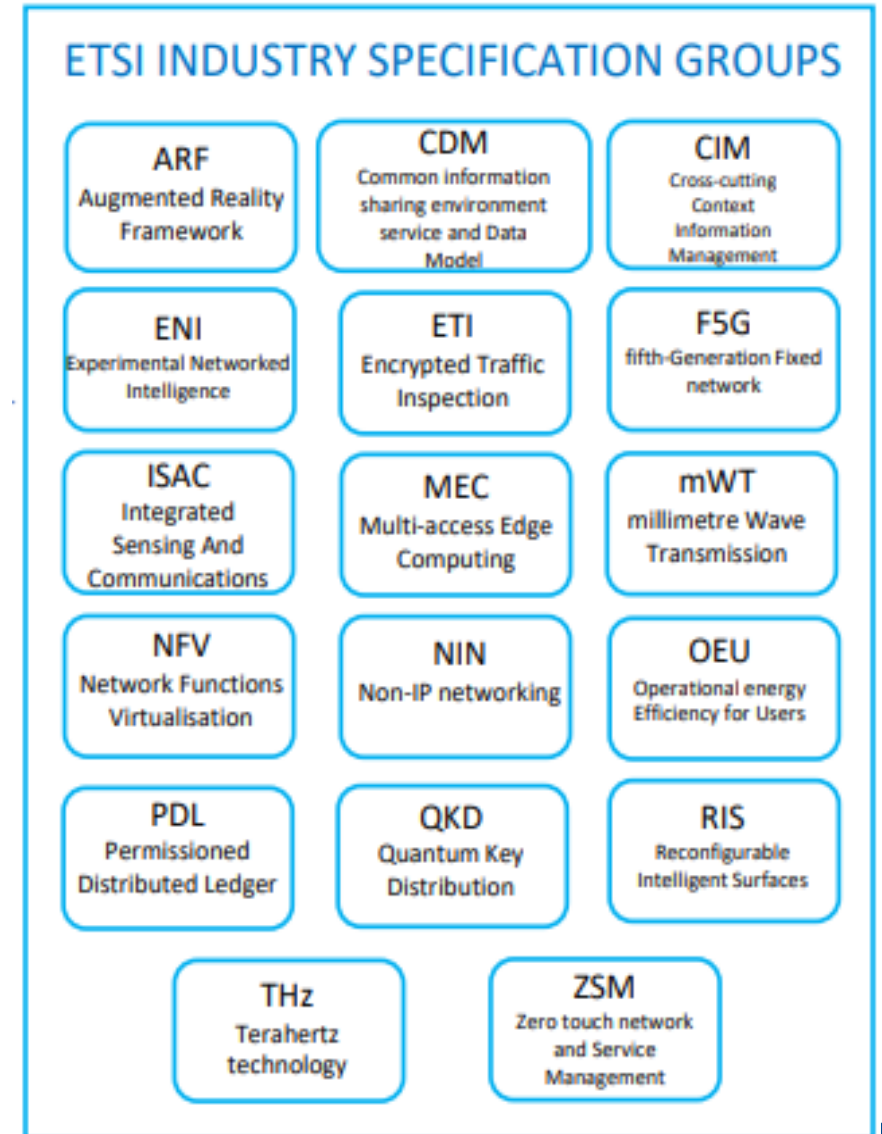 ETSI INDUSTRY SPECIFICATION GROUPS
ARF
Augmented Reality
Framework
CDM
Common information
sharing environment
service and Data
Model
CIM
Cross-cutting
Context
Information
Management
ENI
Experimental Networked
Intelligence
ETI
Encrypted Traffic
Inspection
F5G
fifth-Generation Fixed
network
ISAC
Integrated
Sensing And
Communications
MEC
Multi-access Edge
Computing
mWT
millimetre Wave
Transmission
NFV
Network Functions
Virtualisation
NIN
Non-IP networking
OEU
Operational energy
Efficiency for Users
PDL
Permissioned
Distributed Ledger
QKD
Quantum Key
Distribution
RIS
Reconfigurable
Intelligent Surfaces
THz
Terahertz
technology
ZSM
Zero touch network
and Service
Management